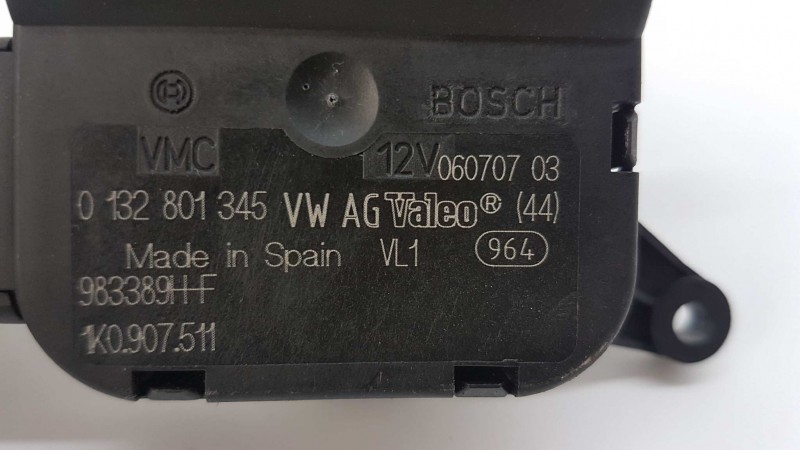 BOSCH
VMC 12V 060707 03
0 132 801 345 VW AG Valeo® (44)
Made in Spain VL1 964
983389H-F
1K0.907.511